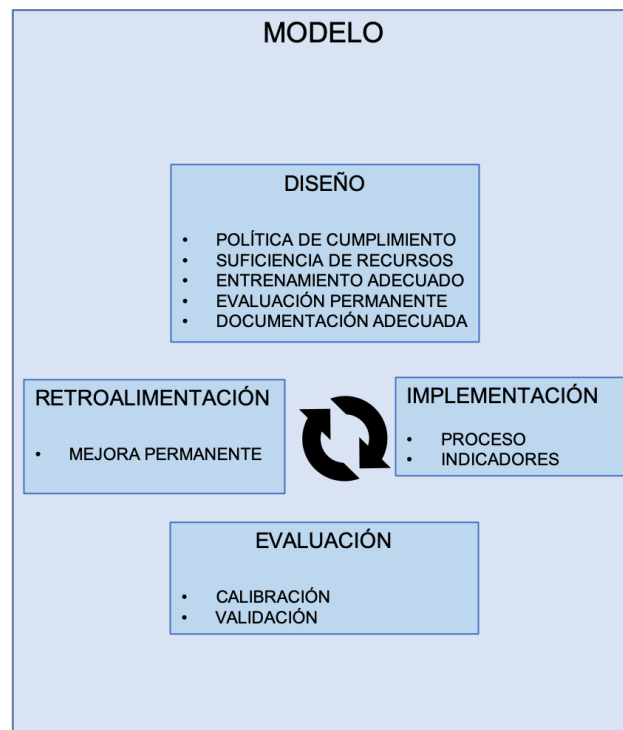 MODELO
DISEÑO
• POLÍTICA DE CUMPLIMIENTO
• SUFICIENCIA DE RECURSOS
• ENTRENAMIENTO ADECUADO
• EVALUACIÓN PERMANENTE
• DOCUMENTACIÓN ADECUADA
RETROALIMENTACIÓN
• MEJORA PERMANENTE
IMPLEMENTACIÓN
• PROCESO
• INDICADORES
EVALUACIÓN
• CALIBRACIÓN
• VALIDACIÓN